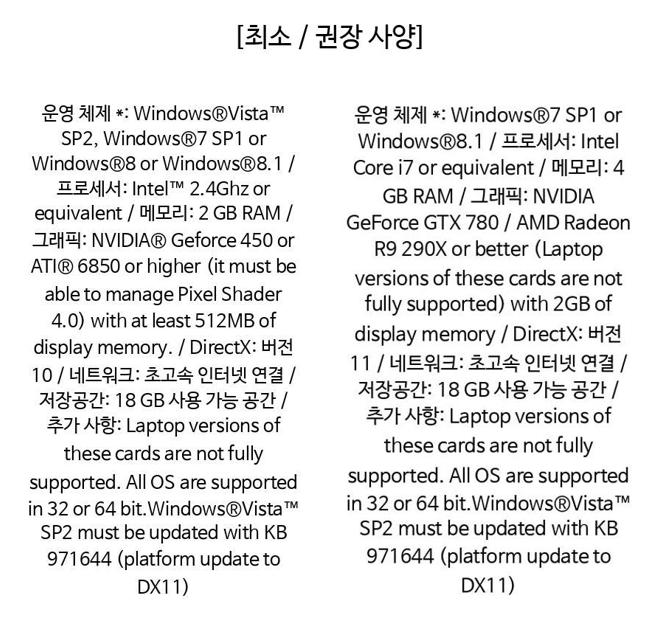 [최소 / 권장 사양]
운영 체제 *: Windows®Vista™
SP2, Windows®7 SP1 or
Windows®8 or Windows®8.1 /
프로세서: Intel™ 2.4Ghz or
equivalent / 메모리: 2 GB RAM /
그래픽: NVIDIA® Geforce 450 or
ATI® 6850 or higher (it must be
able to manage Pixel Shader
4.0) with at least 512MB of
display memory. / DirectX: 버전
10 / 네트워크: 초고속 인터넷 연결 /
저장공간: 18 GB 사용 가능 공간 /
추가 사항: Laptop versions of
these cards are not fully
supported. All OS are supported
in 32 or 64 bit.Windows®Vista™
SP2 must be updated with KB
971644 (platform update to
DX11)
운영 체제 *: Windows®7 SP1 or
Windows®8.1 / 프로세서: Intel
Core i7 or equivalent / 메모리: 4
GB RAM / 그래픽: NVIDIA
GeForce GTX 780 / AMD Radeon
R9 290X or better (Laptop
versions of these cards are not
fully supported) with 2GB of
display memory / DirectX: 버전
11 / 네트워크: 초고속 인터넷 연결 /
저장공간: 18 GB 사용 가능 공간 /
추가 사항: Laptop versions of
these cards are not fully
supported. All OS are supported
in 32 or 64 bit.Windows®Vista™
SP2 must be updated with KB
971644 (platform update to
DX11)